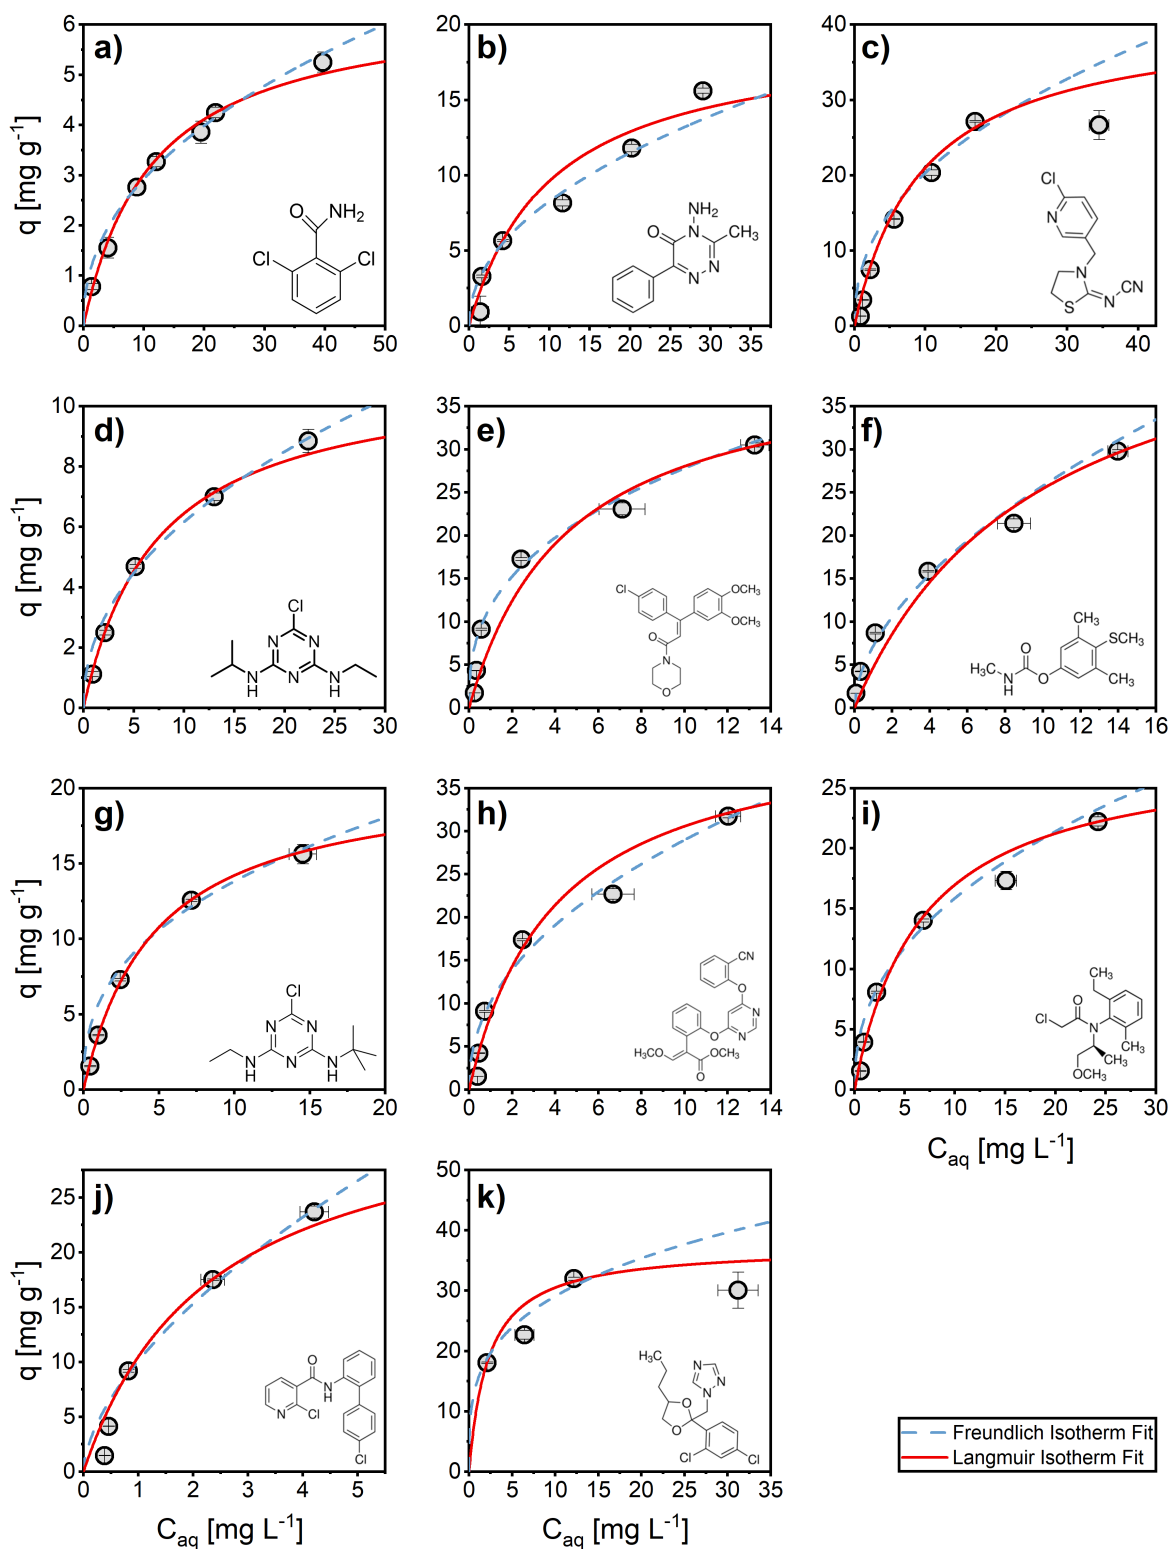 a)
q [mg g⁻¹]
6
5
4
3
2
1
0
0 10 20 30 40 50
O NH₂
Cl Cl
b)
20
15
10
5
0
0 5 10 15 20 25 30 35
NH₂
O N CH₃
N N
c)
40
30
20
10
0
0 10 20 30 40
Cl
N
N CN
S N
d)
q [mg g⁻¹]
10
8
6
4
2
0
0 5 10 15 20 25 30
Cl
N N
N N N
H H
e)
35
30
25
20
15
10
5
0
0 2 4 6 8 10 12 14
Cl OCH₃
OCH₃
O
N
O
f)
35
30
25
20
15
10
5
0
0 2 4 6 8 10 12 14 16
CH₃
O SCH₃
H₃C
N O CH₃
H
g)
q [mg g⁻¹]
20
15
10
5
0
0 5 10 15 20
Cl
N N
N N N
H H
h)
35
30
25
20
15
10
5
0
0 2 4 6 8 10 12 14
CN
O
N
O N
H₃CO OCH₃
O
i)
25
20
15
10
5
0
0 5 10 15 20 25 30
C_aq [mg L⁻¹]
CH₃
O
Cl N
CH₃ CH₃
OCH₃
j)
q [mg g⁻¹]
25
20
15
10
5
0
0 1 2 3 4 5
C_aq [mg L⁻¹]
O
N
H
N Cl
Cl
k)
50
40
30
20
10
0
0 5 10 15 20 25 30 35
C_aq [mg L⁻¹]
H₃C N
N
N
O
O
Cl Cl
Freundlich Isotherm Fit
Langmuir Isotherm Fit